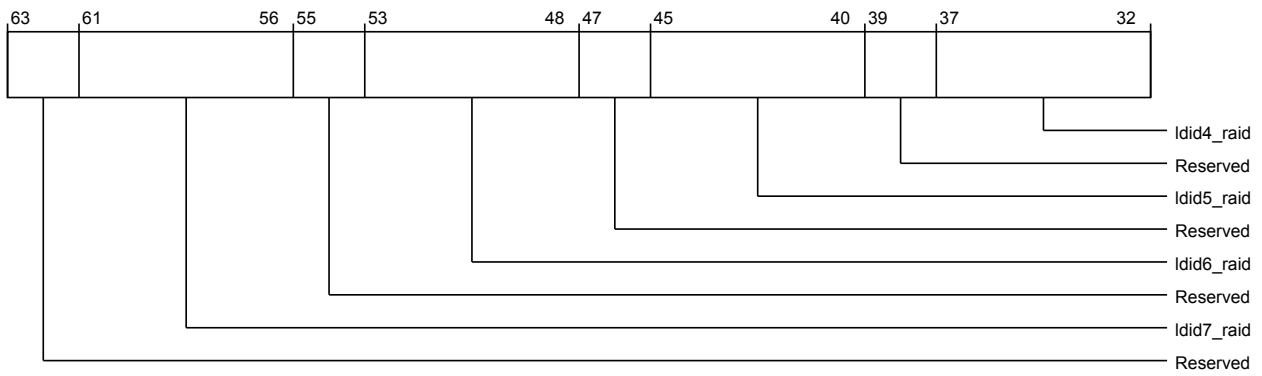 63 61 56 55 53 48 47 45 40 39 37 32
ldid4_raid
Reserved
ldid5_raid
Reserved
ldid6_raid
Reserved
ldid7_raid
Reserved